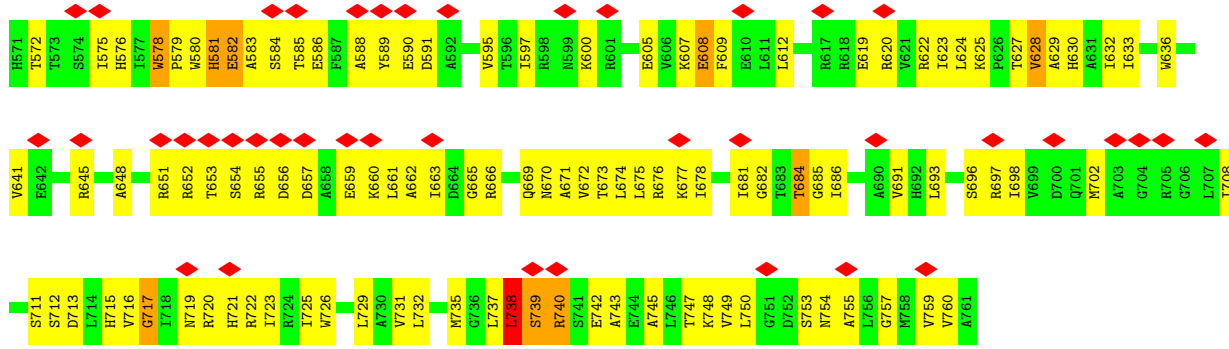 H571 T572 T573 S574 I575 H576 I577 W578 P579 W580 H581 E582 A583 S584 T585 E586 F587 A588 Y589 E590 D591 A592 V595 T596 I597 R598 N599 K600 R601 E605 V606 K607 E608 F609 E610 L611 L612 R617 R618 E619 R620 V621 R622 I623 L624 K625 P626 T627 V628 A629 H630 A631 I632 I633 W636
V641 E642 R645 A648 R651 R652 T653 S654 R655 D656 D657 A658 E659 K660 L661 A662 I663 D664 G665 R666 Q669 N670 A671 V672 T673 L674 L675 R676 K677 I678 I681 G682 T683 T684 G685 I686 A690 V691 H692 L693 S696 R697 I698 V699 D700 Q701 M702 A703 G704 R705 G706 L707 I708
S711 S712 D713 L714 H715 V716 G717 I718 N719 R720 H721 R722 I723 R724 I725 W726 L729 A730 V731 L732 M735 G736 L737 L738 S739 R740 S741 E742 A743 E744 A745 L746 T747 K748 V749 L750 G751 D752 S753 N754 A755 L756 G757 M758 V759 V760 A761